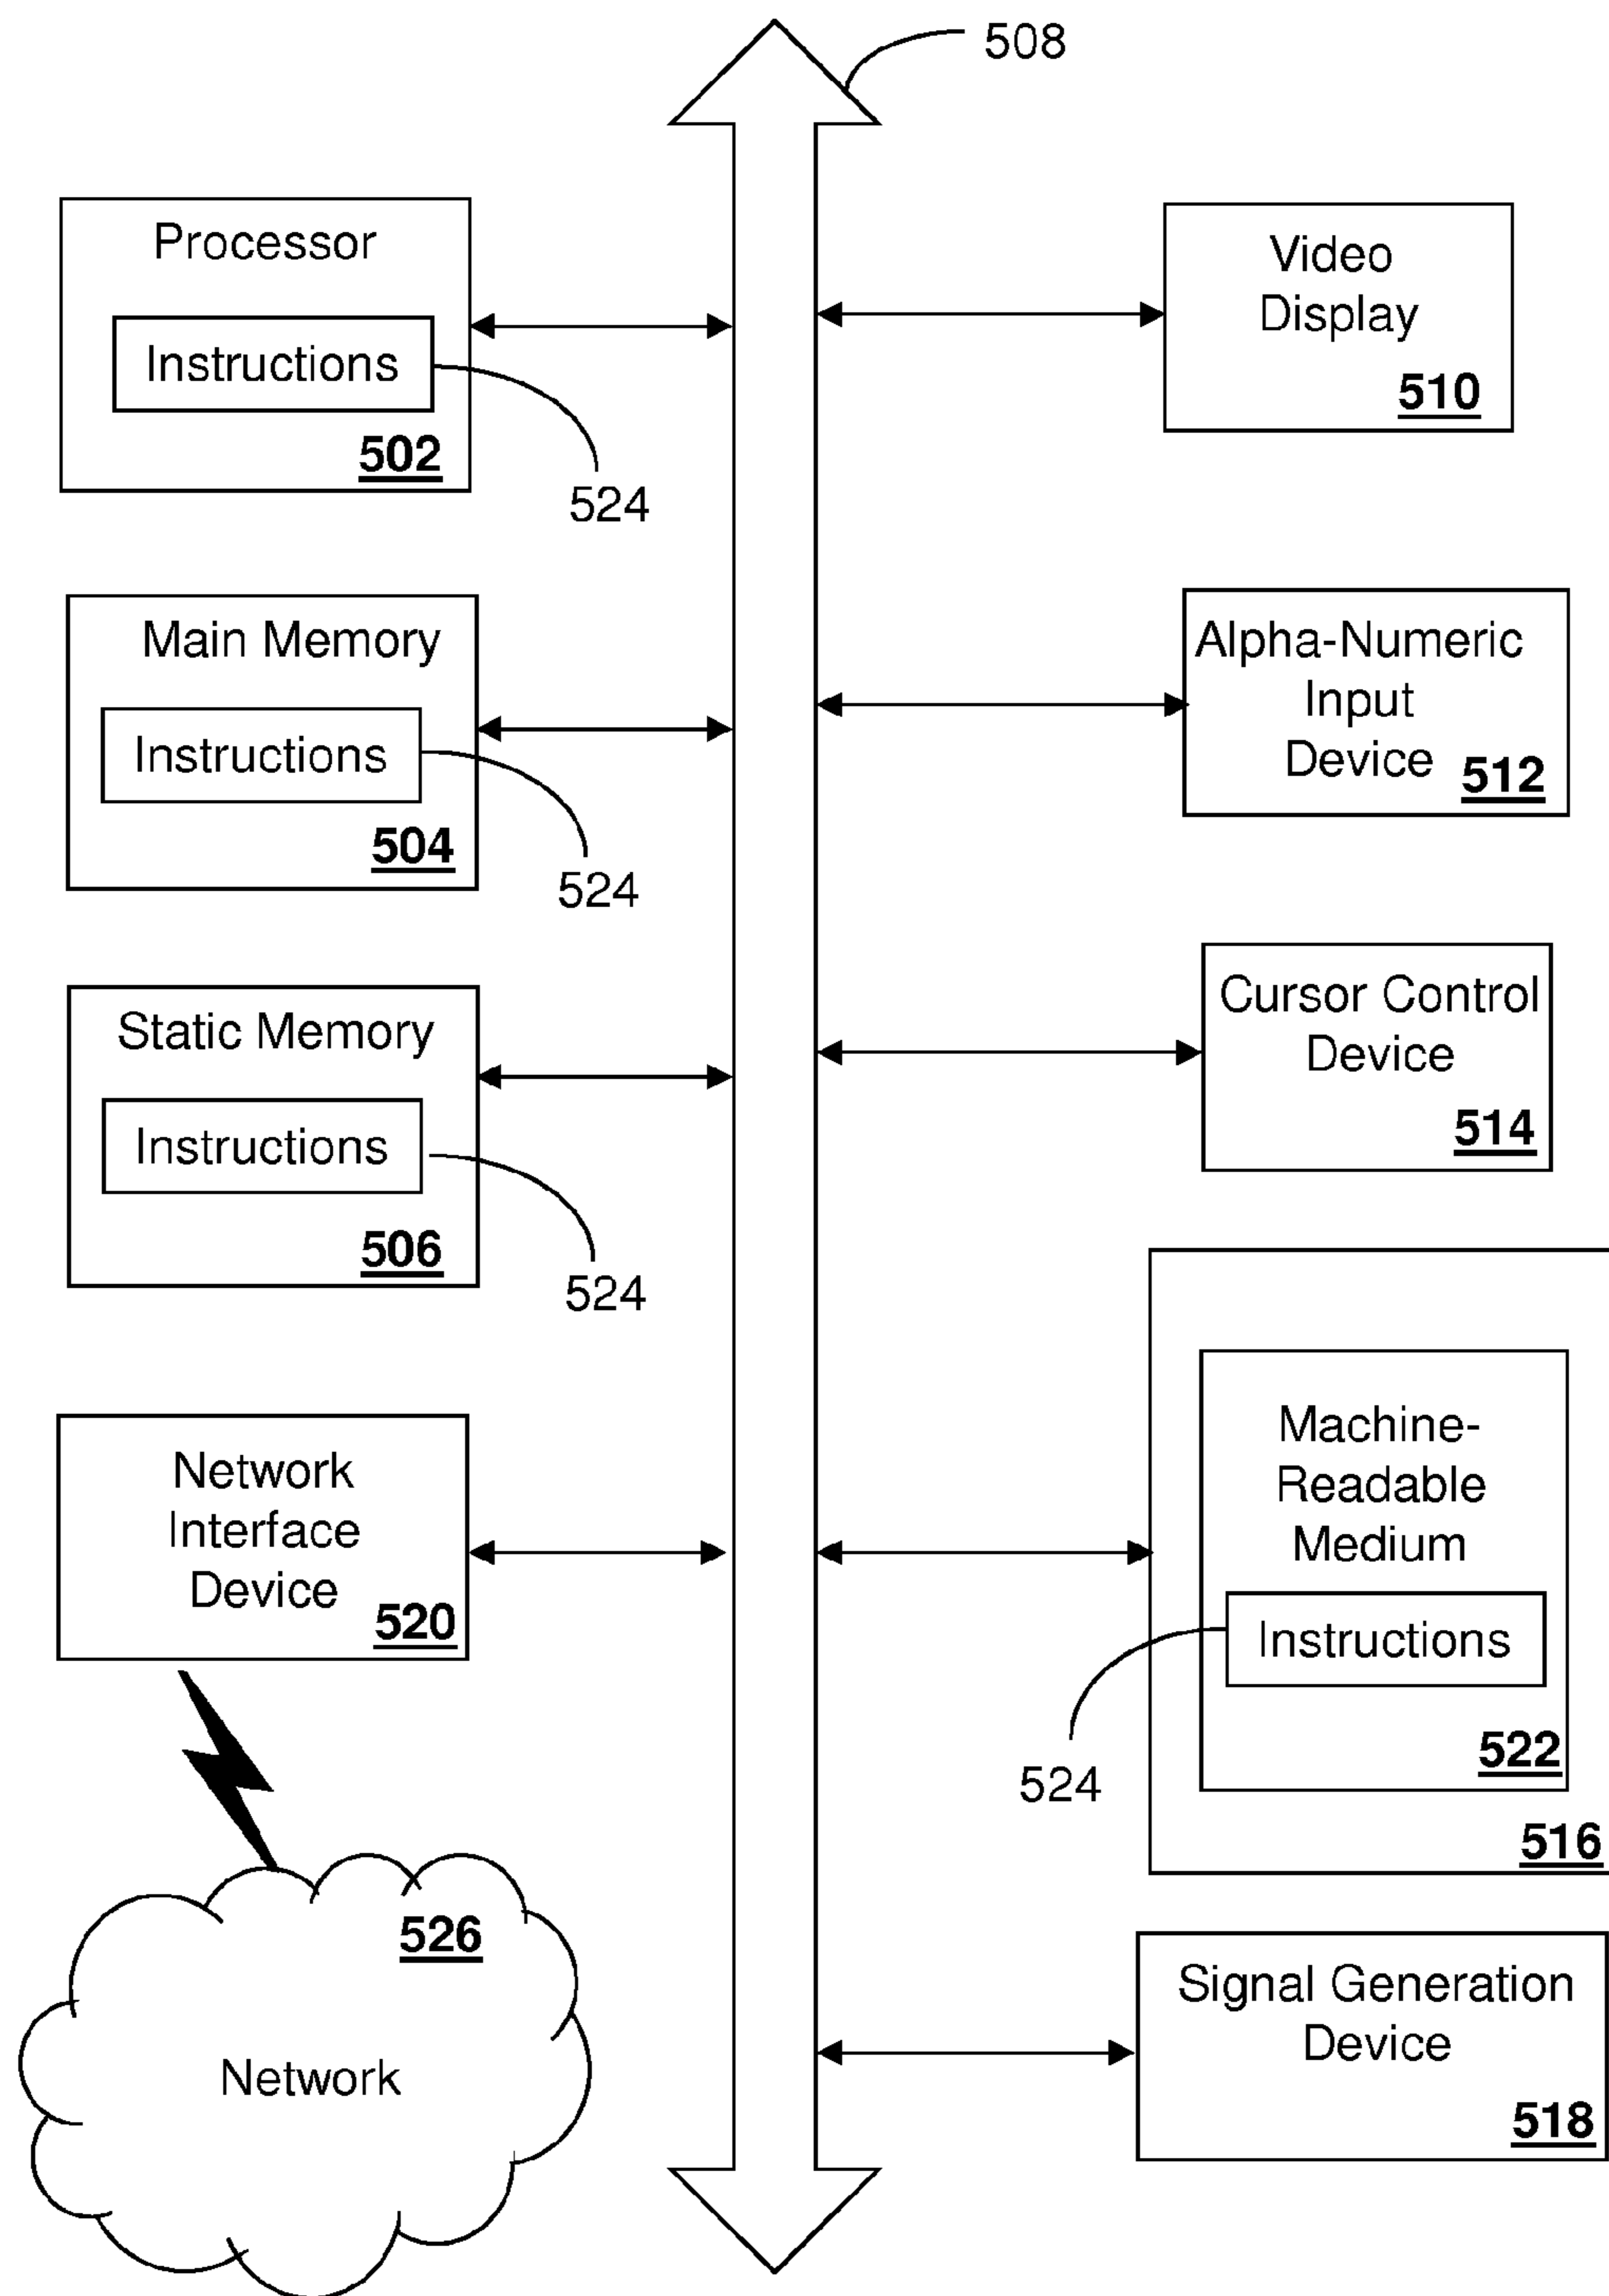 508
Processor
Instructions
502
524
Main Memory
Instructions
504
524
Static Memory
Instructions
506
524
Network
Interface
Device
520
526
Network
Video
Display
510
Alpha-Numeric
Input
Device
512
Cursor Control
Device
514
Machine-
Readable
Medium
Instructions
522
524
516
Signal Generation
Device
518